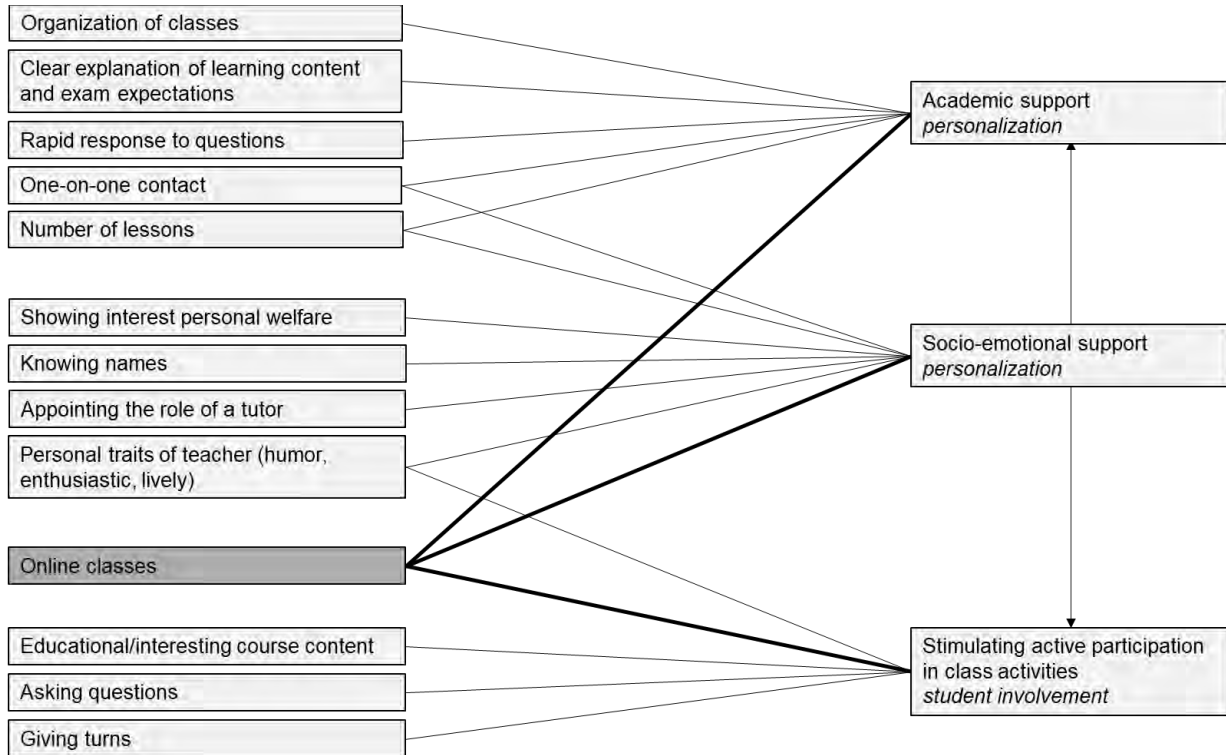 Organization of classes
Clear explanation of learning content
and exam expectations
Rapid response to questions
One-on-one contact
Number of lessons
Showing interest personal welfare
Knowing names
Appointing the role of a tutor
Personal traits of teacher (humor,
enthusiastic, lively)
Online classes
Educational/interesting course content
Asking questions
Giving turns
Academic support
personalization
Socio-emotional support
personalization
Stimulating active participation
in class activities
student involvement